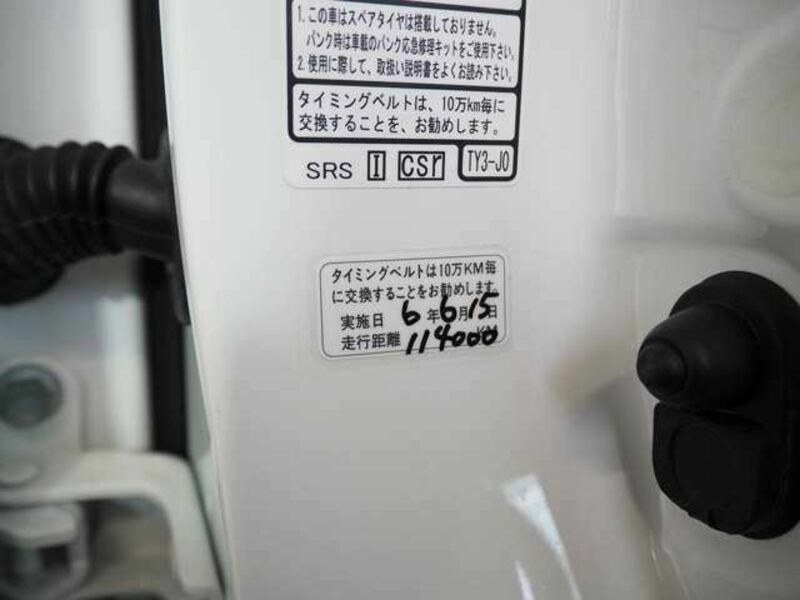 1. この車はスペアタイヤは搭載しておりません。
パンク時は車載のパンク応急修理キットをご使用下さい。
2. 使用に際して、取扱い説明書をよくお読み下さい。
タイミングベルトは、10万km毎に
交換することを、お勧めします。
SRS I csr TY3-J0
タイミングベルトは10万KM毎
に交換することをお勧めします。
実施日 6年6月15日
走行距離 114000KM